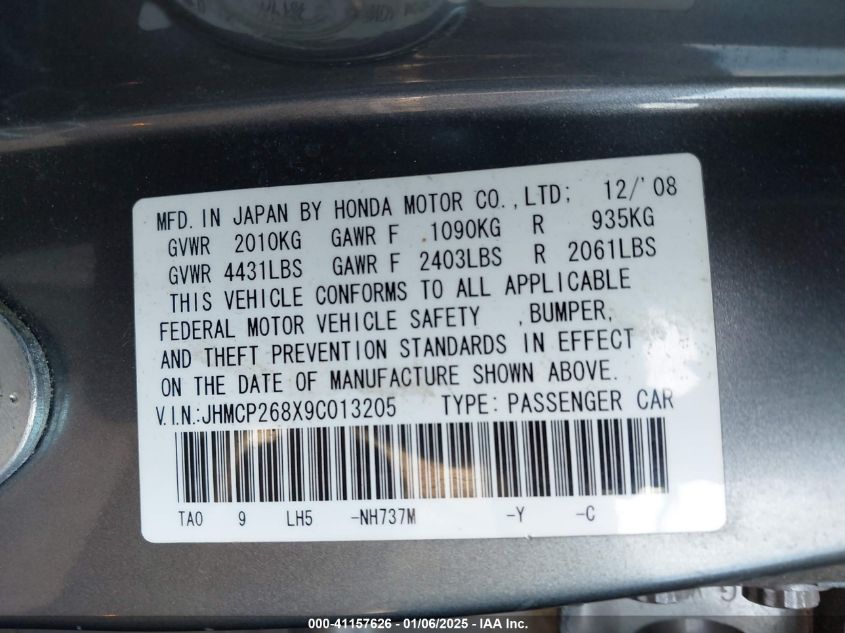 MFD. IN JAPAN BY HONDA MOTOR CO., LTD; 12/'08
GVWR 2010KG GAWR F 1090KG R 935KG
GVWR 4431LBS GAWR F 2403LBS R 2061LBS
THIS VEHICLE CONFORMS TO ALL APPLICABLE
FEDERAL MOTOR VEHICLE SAFETY , BUMPER,
AND THEFT PREVENTION STANDARDS IN EFFECT
ON THE DATE OF MANUFACTURE SHOWN ABOVE.
V.I.N.:JHMCP268X9C013205 TYPE: PASSENGER CAR
TA0 9 LH5 -NH737M -Y -C
000-41157626 - 01/06/2025 - IAAI Inc.